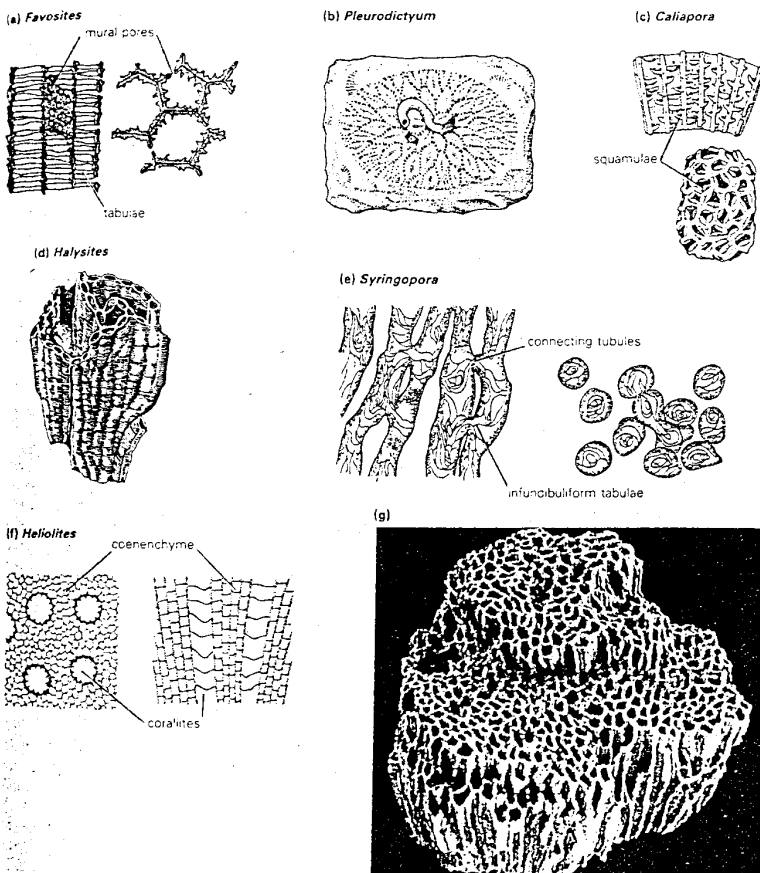 (a) Favosites
mural pores
tabulae
(b) Pleurodictyum
(c) Caliapora
squamulae
(d) Halysites
(e) Syringopora
connecting tubules
infundibuliform tabulae
(f) Heliolites
coenenchyme
corallites
(g)